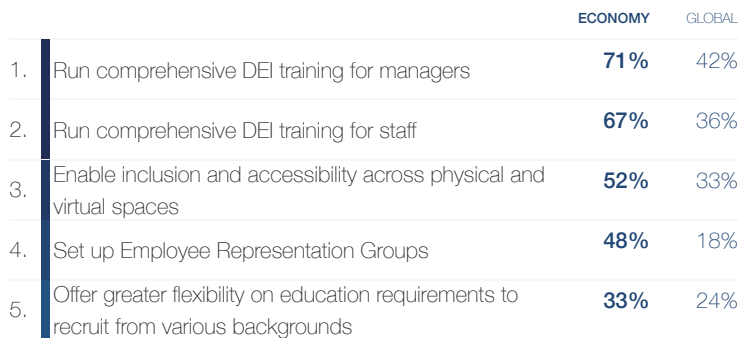 ECONOMY GLOBAL
1. Run comprehensive DEI training for managers 71% 42%
2. Run comprehensive DEI training for staff 67% 36%
3. Enable inclusion and accessibility across physical and
virtual spaces 52% 33%
4. Set up Employee Representation Groups 48% 18%
5. Offer greater flexibility on education requirements to
recruit from various backgrounds 33% 24%